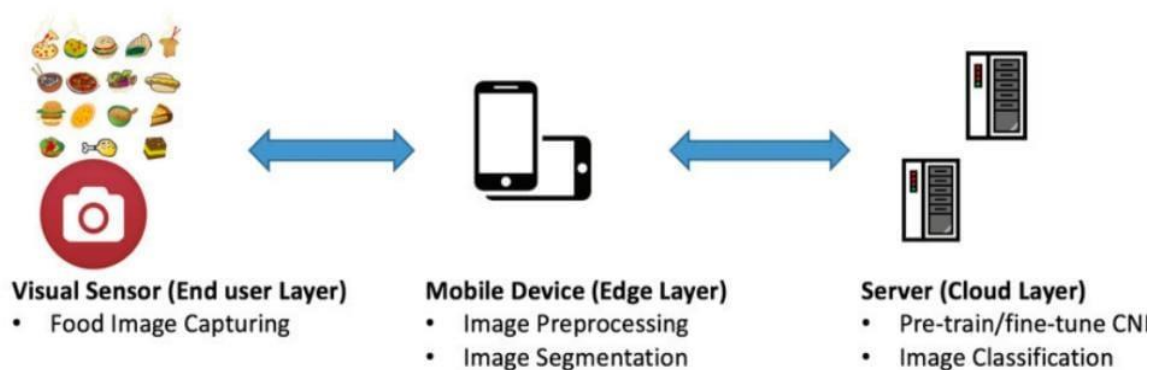 Visual Sensor (End user Layer)
• Food Image Capturing
Mobile Device (Edge Layer)
• Image Preprocessing
• Image Segmentation
Server (Cloud Layer)
• Pre-train/fine-tune
• Image Classification